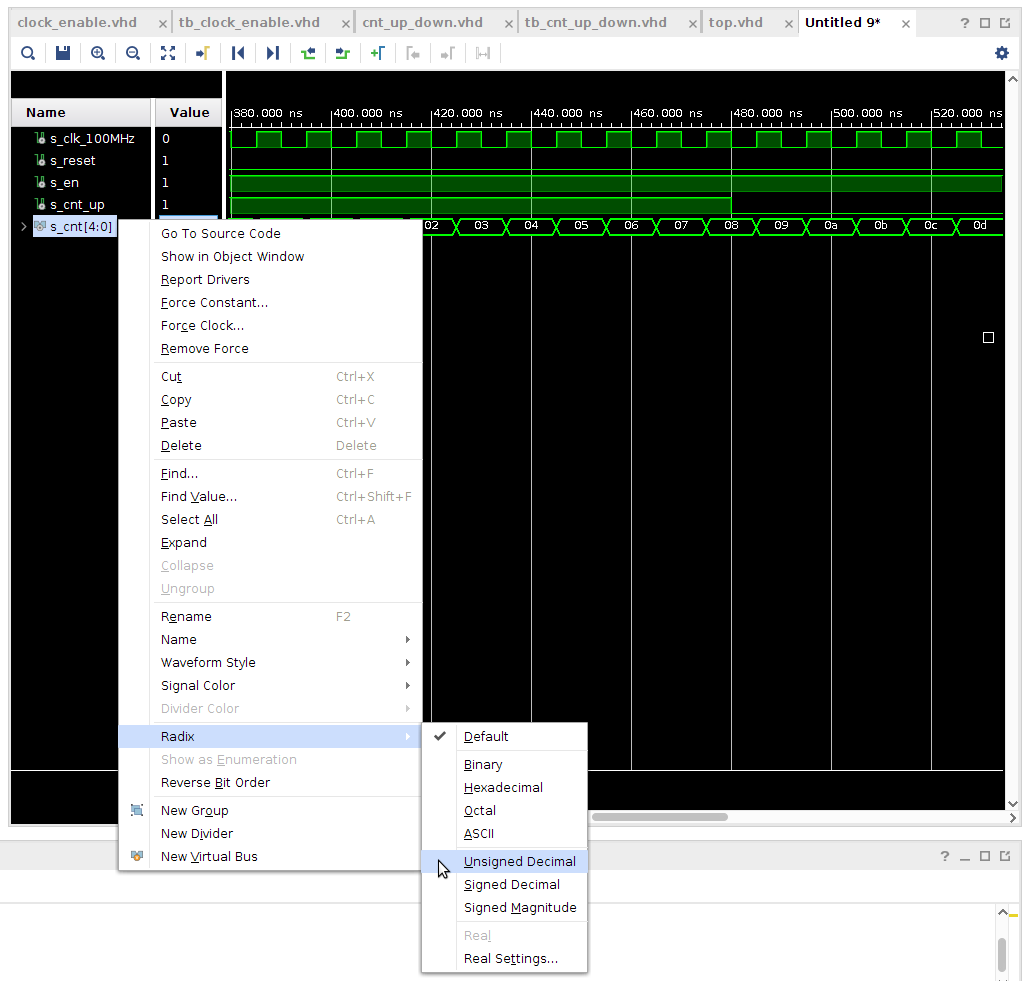 clock_enable.vhd × tb_clock_enable.vhd × cnt_up_down.vhd × tb_cnt_up_down.vhd × top.vhd × Untitled 9* × ?
Name Value
380.000 ns 400.000 ns 420.000 ns 440.000 ns 460.000 ns 480.000 ns 500.000 ns 520.000 ns
s_clk_100MHz 0
s_reset 1
s_en 1
s_cnt_up 1
s_cnt[4:0] 02 03 04 05 06 07 08 09 0a 0b 0c 0d
Go To Source Code
Show in Object Window
Report Drivers
Force Constant...
Force Clock...
Remove Force
Cut Ctrl+X
Copy Ctrl+C
Paste Ctrl+V
Delete Delete
Find... Ctrl+F
Find Value... Ctrl+Shift+F
Select All Ctrl+A
Expand
Collapse
Ungroup
Rename F2
Name
Waveform Style
Signal Color
Divider Color
Radix
Show as Enumeration
Reverse Bit Order
New Group
New Divider
New Virtual Bus
Default
Binary
Hexadecimal
Octal
ASCII
Unsigned Decimal
Signed Decimal
Signed Magnitude
Real
Real Settings...
?